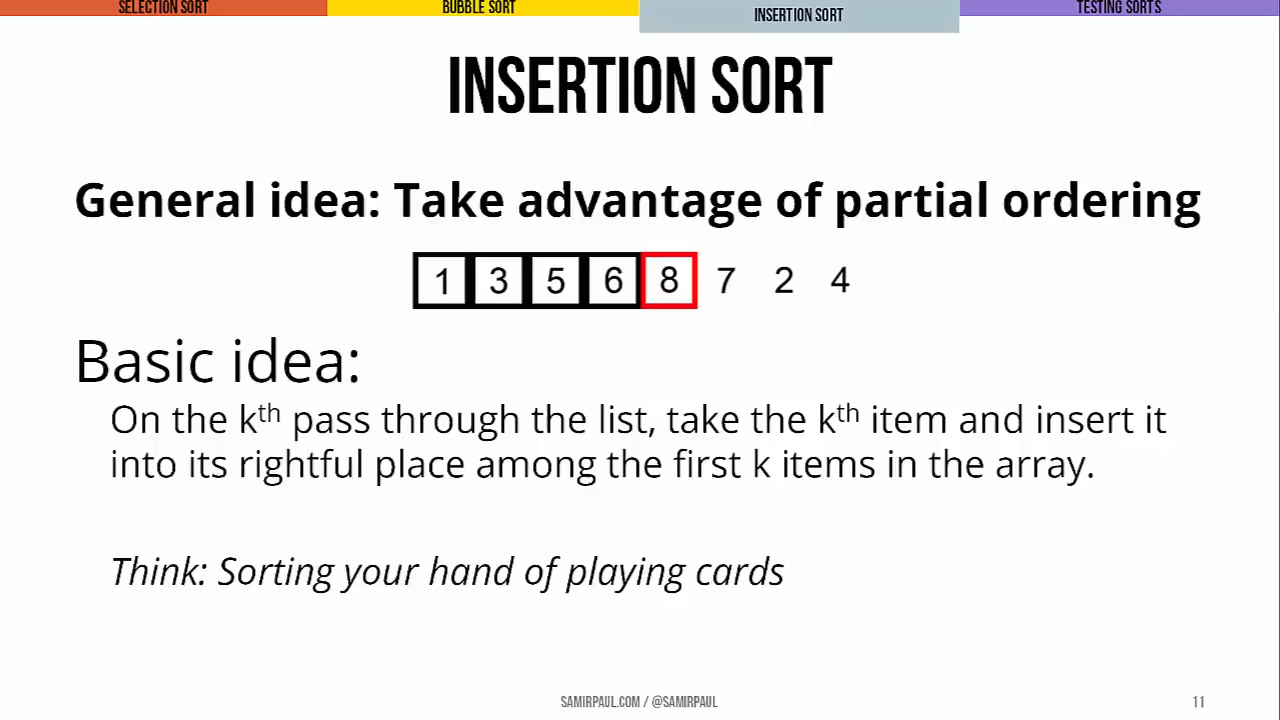 SELECTION SORT BUBBLE SORT INSERTION SORT TESTING SORTS
INSERTION SORT
General idea: Take advantage of partial ordering
1 3 5 6 8 7 2 4
Basic idea:
On the kth pass through the list, take the kth item and insert it
into its rightful place among the first k items in the array.
Think: Sorting your hand of playing cards
SAMIRPAUL.COM / @SAMIRPAUL 11